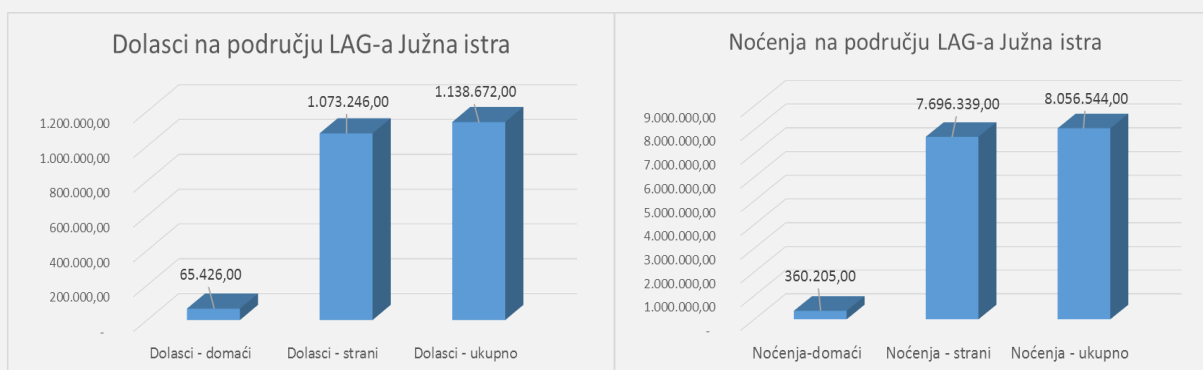 Dolasci na području LAG-a Južna istra
1.138.672,00
1.073.246,00
1.200.000,00
1.000.000,00
800.000,00
600.000,00
400.000,00
65.426,00
200.000,00
-
Dolasci - domaći
Dolasci - strani
Dolasci - ukupno
Noćenja na području LAG-a Južna istra
7.696.339,00
8.056.544,00
9.000.000,00
8.000.000,00
7.000.000,00
6.000.000,00
5.000.000,00
4.000.000,00
3.000.000,00
360.205,00
2.000.000,00
1.000.000,00
-
Noćenja-domaći
Noćenja - strani
Noćenja - ukupno